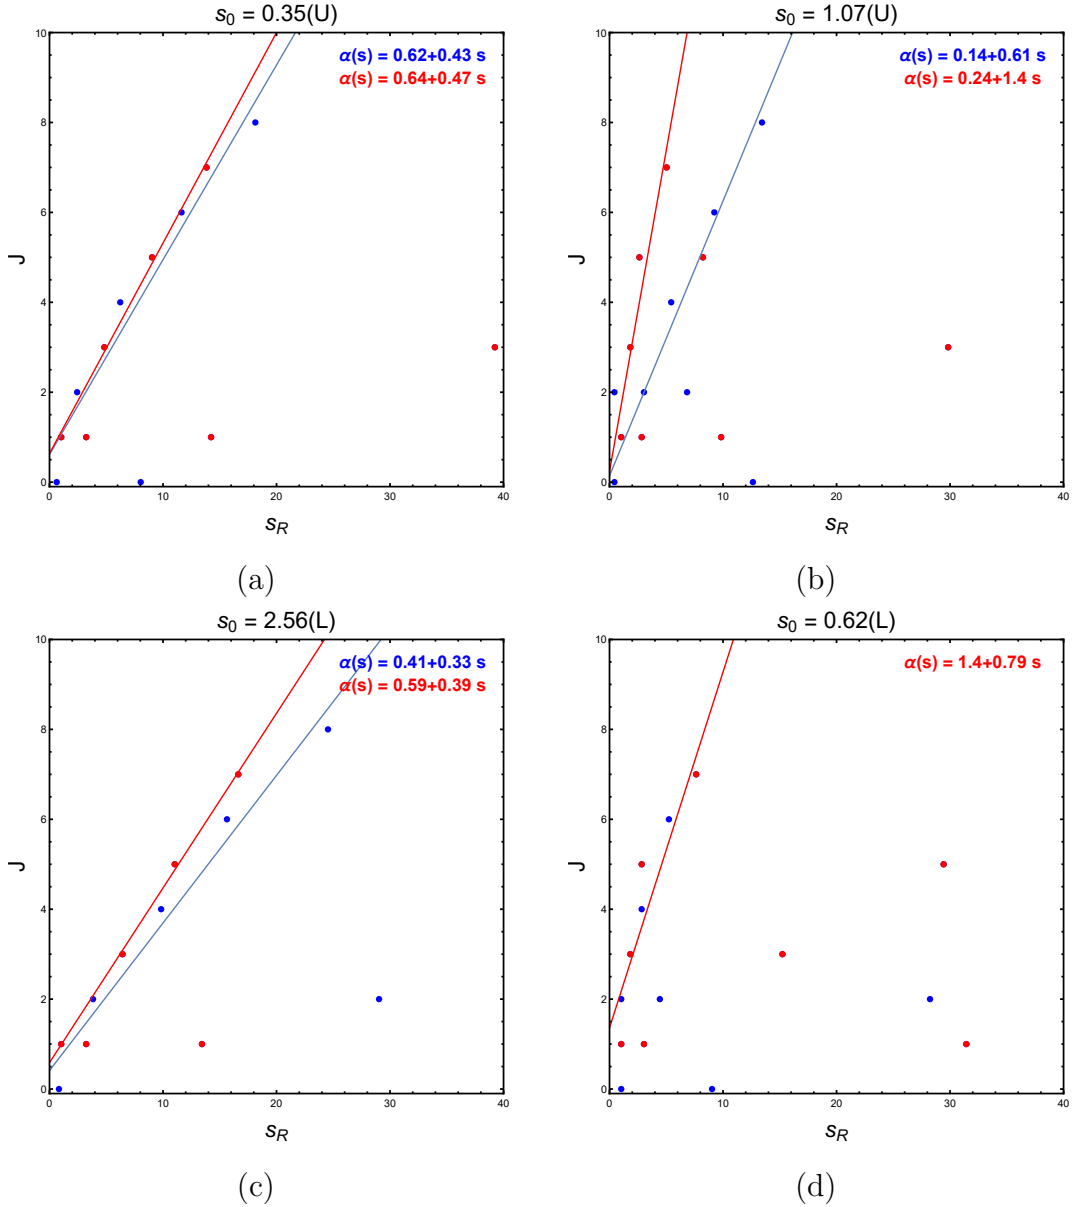 s0 = 0.35(U)
α(s) = 0.62+0.43 s
α(s) = 0.64+0.47 s
10
8
6
4
2
0
J
0 10 20 30 40
sR
(a)
s0 = 1.07(U)
α(s) = 0.14+0.61 s
α(s) = 0.24+1.4 s
10
8
6
4
2
0
J
0 10 20 30 40
sR
(b)
s0 = 2.56(L)
α(s) = 0.41+0.33 s
α(s) = 0.59+0.39 s
10
8
6
4
2
0
J
0 10 20 30 40
sR
(c)
s0 = 0.62(L)
α(s) = 1.4+0.79 s
10
8
6
4
2
0
J
0 10 20 30 40
sR
(d)